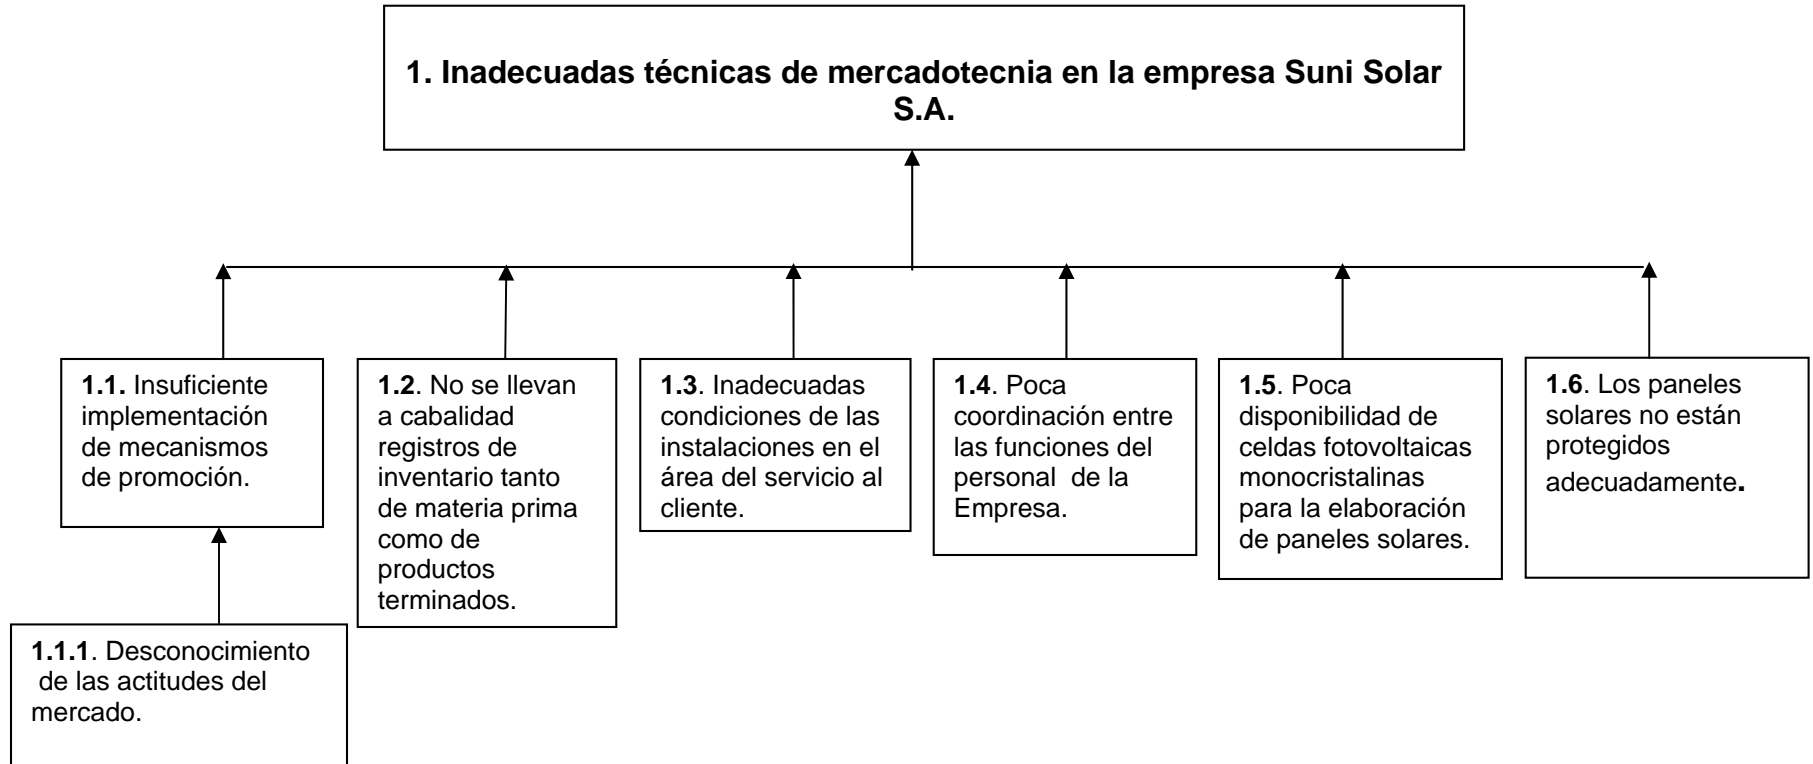 1. Inadecuadas técnicas de mercadotecnia en la empresa Suni Solar
S.A.
1.1. Insuficiente
implementación
de mecanismos
de promoción.
1.2. No se llevan
a cabalidad
registros de
inventario tanto
de materia prima
como de
productos
terminados.
1.3. Inadecuadas
condiciones de las
instalaciones en el
área del servicio al
cliente.
1.4. Poca
coordinación entre
las funciones del
personal de la
Empresa.
1.5. Poca
disponibilidad de
celdas fotovoltaicas
monocristalinas
para la elaboración
de paneles solares.
1.6. Los paneles
solares no están
protegidos
adecuadamente.
1.1.1. Desconocimiento
de las actitudes del
mercado.